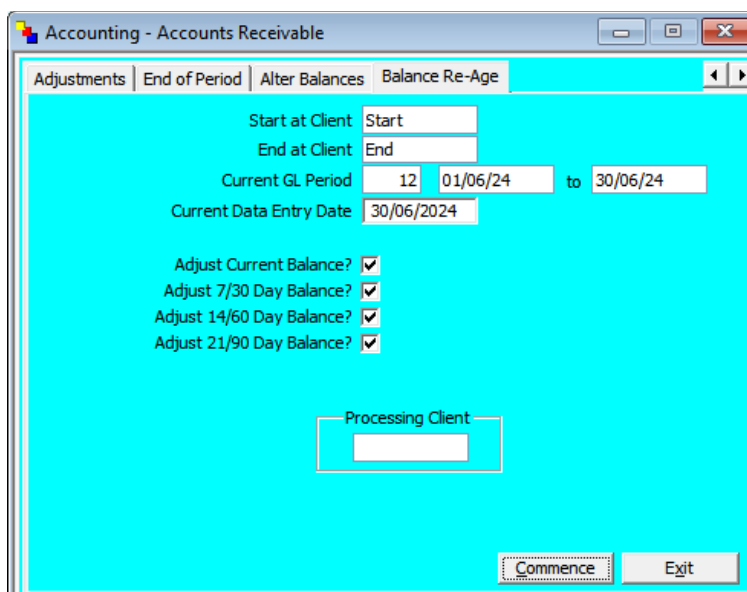 Accounting - Accounts Receivable
Adjustments End of Period Alter Balances Balance Re-Age
Start at Client Start
End at Client End
Current GL Period 12 01/06/24 to 30/06/24
Current Data Entry Date 30/06/2024
Adjust Current Balance?
Adjust 7/30 Day Balance?
Adjust 14/60 Day Balance?
Adjust 21/90 Day Balance?
Processing Client
Commence Exit